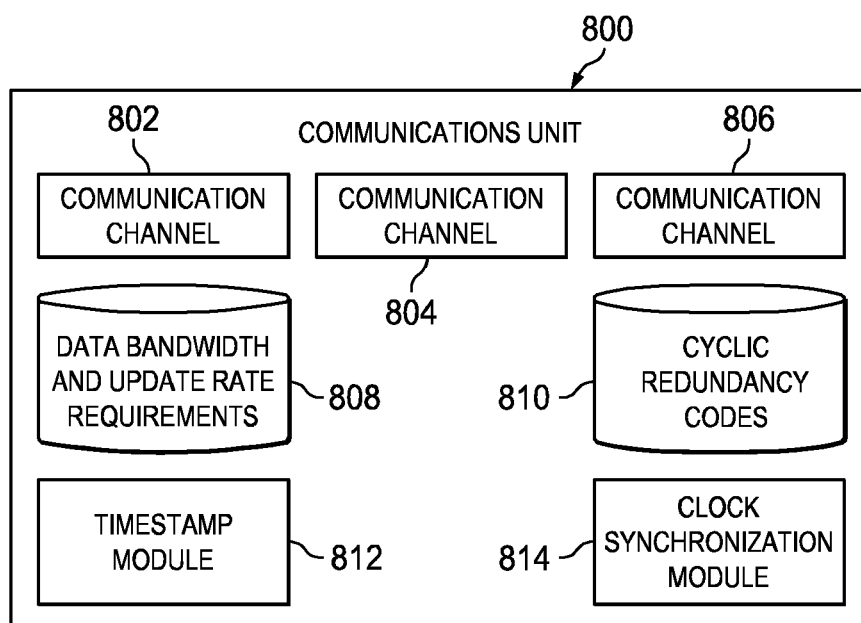 800
802
COMMUNICATIONS UNIT
806
COMMUNICATION
CHANNEL
COMMUNICATION
CHANNEL
804
COMMUNICATION
CHANNEL
DATA BANDWIDTH
AND UPDATE RATE
REQUIREMENTS
808
810
CYCLIC
REDUNDANCY
CODES
TIMESTAMP
MODULE
812
814
CLOCK
SYNCHRONIZATION
MODULE